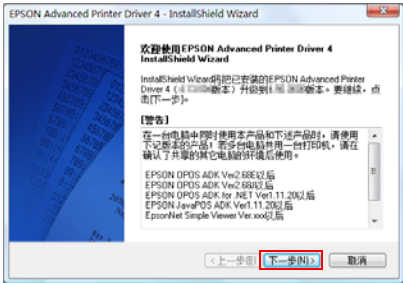 EPSON Advanced Printer Driver 4 - InstallShield Wizard
欢迎使用EPSON Advanced Printer Driver 4
InstallShield Wizard
InstallShield Wizard将把已安装的EPSON Advanced Printer
Driver 4 ( 版本 ) 升级到 版本。要继续，点
击[下一步]。
[警告]
在一台电脑中同时使用本产品和下述产品时，请使用
下记版本的产品！若多台电脑共用一台打印机，请在
确认了共享的其它电脑的环境后使用。
EPSON OPOS ADK Ver2.68E以后
EPSON OPOS ADK Ver2.68J以后
EPSON OPOS ADK for .NET Ver1.11.20以后
EPSON JavaPOS ADK Ver1.11.20以后
EpsonNet Simple Viewer Ver.xxx以后
<上一步(B)
下一步(N)>
取消